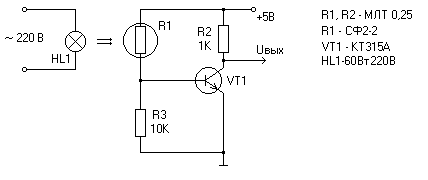 ~ 220 В
HL1
R1
R2
1K
+5В
Uвых
VT1
R3
10K
R1, R2 - МЛТ 0,25
R1 - СФ2-2
VT1 - КТ315А
HL1-60Вт220В